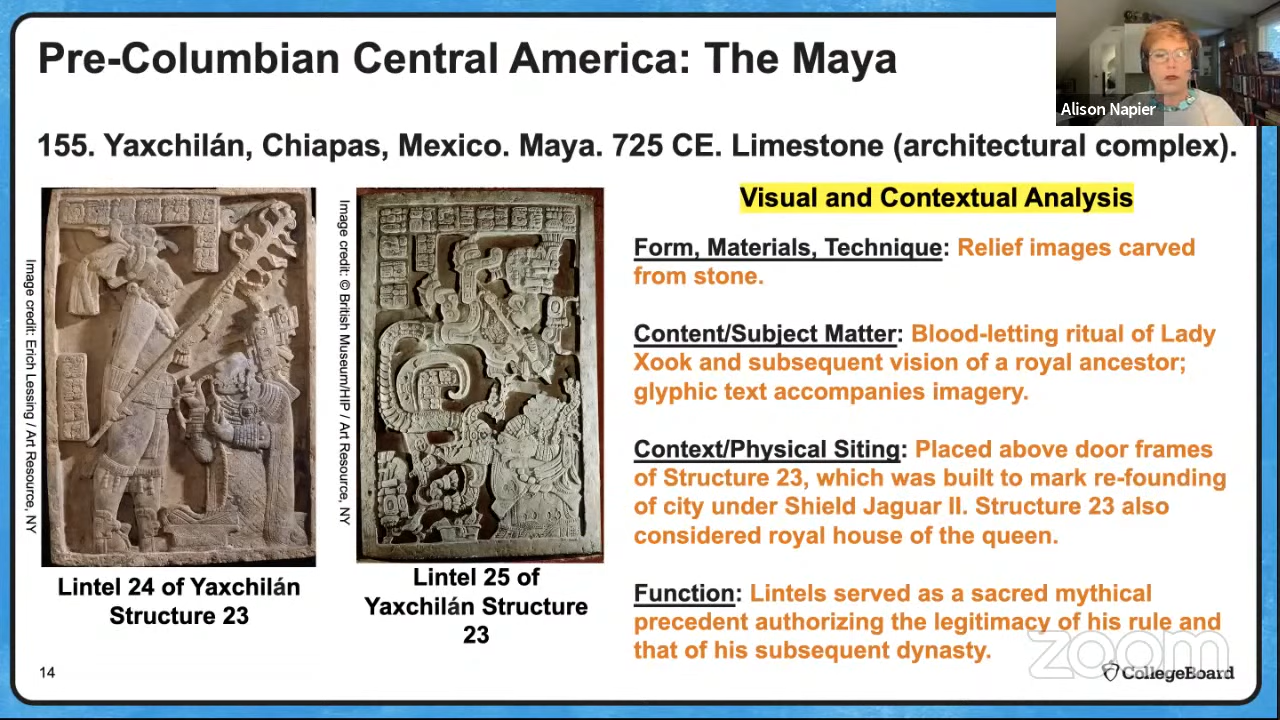 Pre-Columbian Central America: The Maya
Alison Napier
155. Yaxchilán, Chiapas, Mexico. Maya. 725 CE. Limestone (architectural complex).
Image credit: Erich Lessing / Art Resource, NY
Lintel 24 of Yaxchilán
Structure 23
Image credit: © British Museum/HIP / Art Resource, NY
Lintel 25 of
Yaxchilán Structure
23
Visual and Contextual Analysis
Form, Materials, Technique: Relief images carved
from stone.
Content/Subject Matter: Blood-letting ritual of Lady
Xook and subsequent vision of a royal ancestor;
glyphic text accompanies imagery.
Context/Physical Siting: Placed above door frames
of Structure 23, which was built to mark re-founding
of city under Shield Jaguar II. Structure 23 also
considered royal house of the queen.
Function: Lintels served as a sacred mythical
precedent authorizing the legitimacy of his rule and
that of his subsequent dynasty.
zoom
14
CollegeBoard